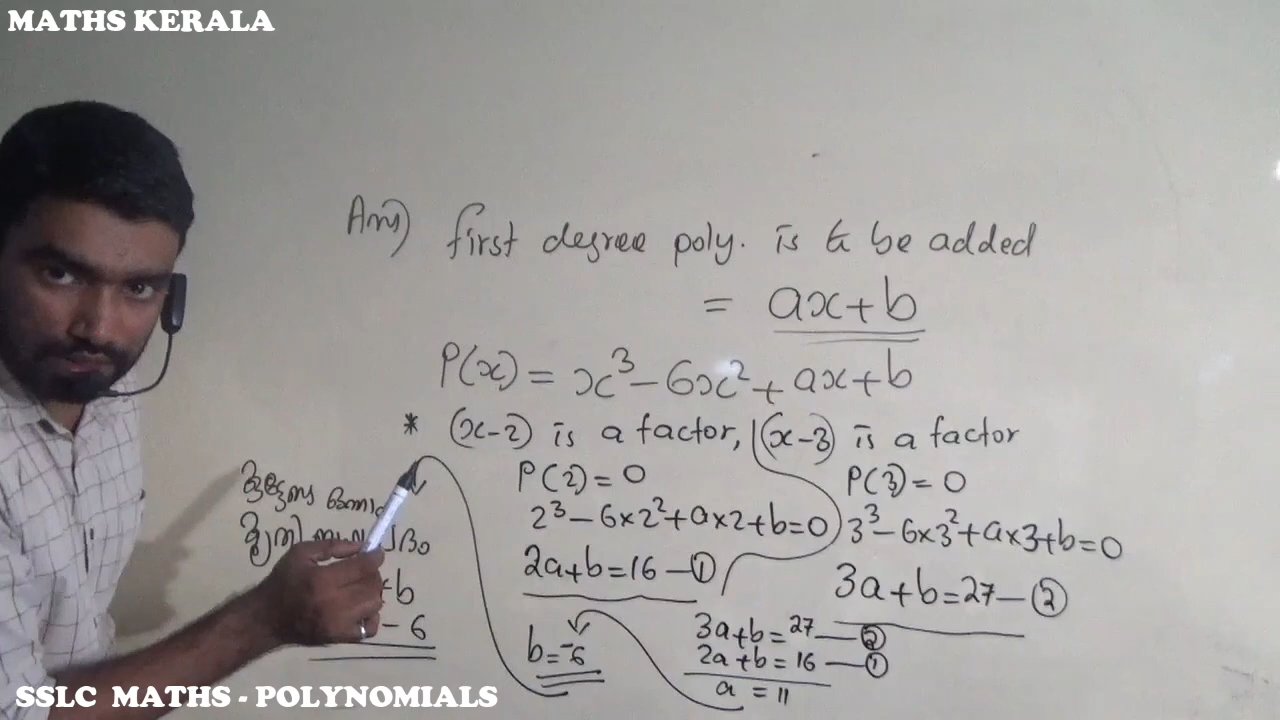 MATHS KERALA
Ans) first degree poly. is to be added
= ax+b
P(x) = x³ - 6x² + ax + b
* (x-2) is a factor, (x-3) is a factor
P(2) = 0
2³ - 6×2² + a×2 + b = 0
2a+b = 16 — ①
b = -6
P(3) = 0
3³ - 6×3² + a×3 + b = 0
3a+b = 27 — ②
3a+b = 27 — ②
2a+b = 16 — ①
a = 11
+b
- 6
SSLC MATHS - POLYNOMIALS